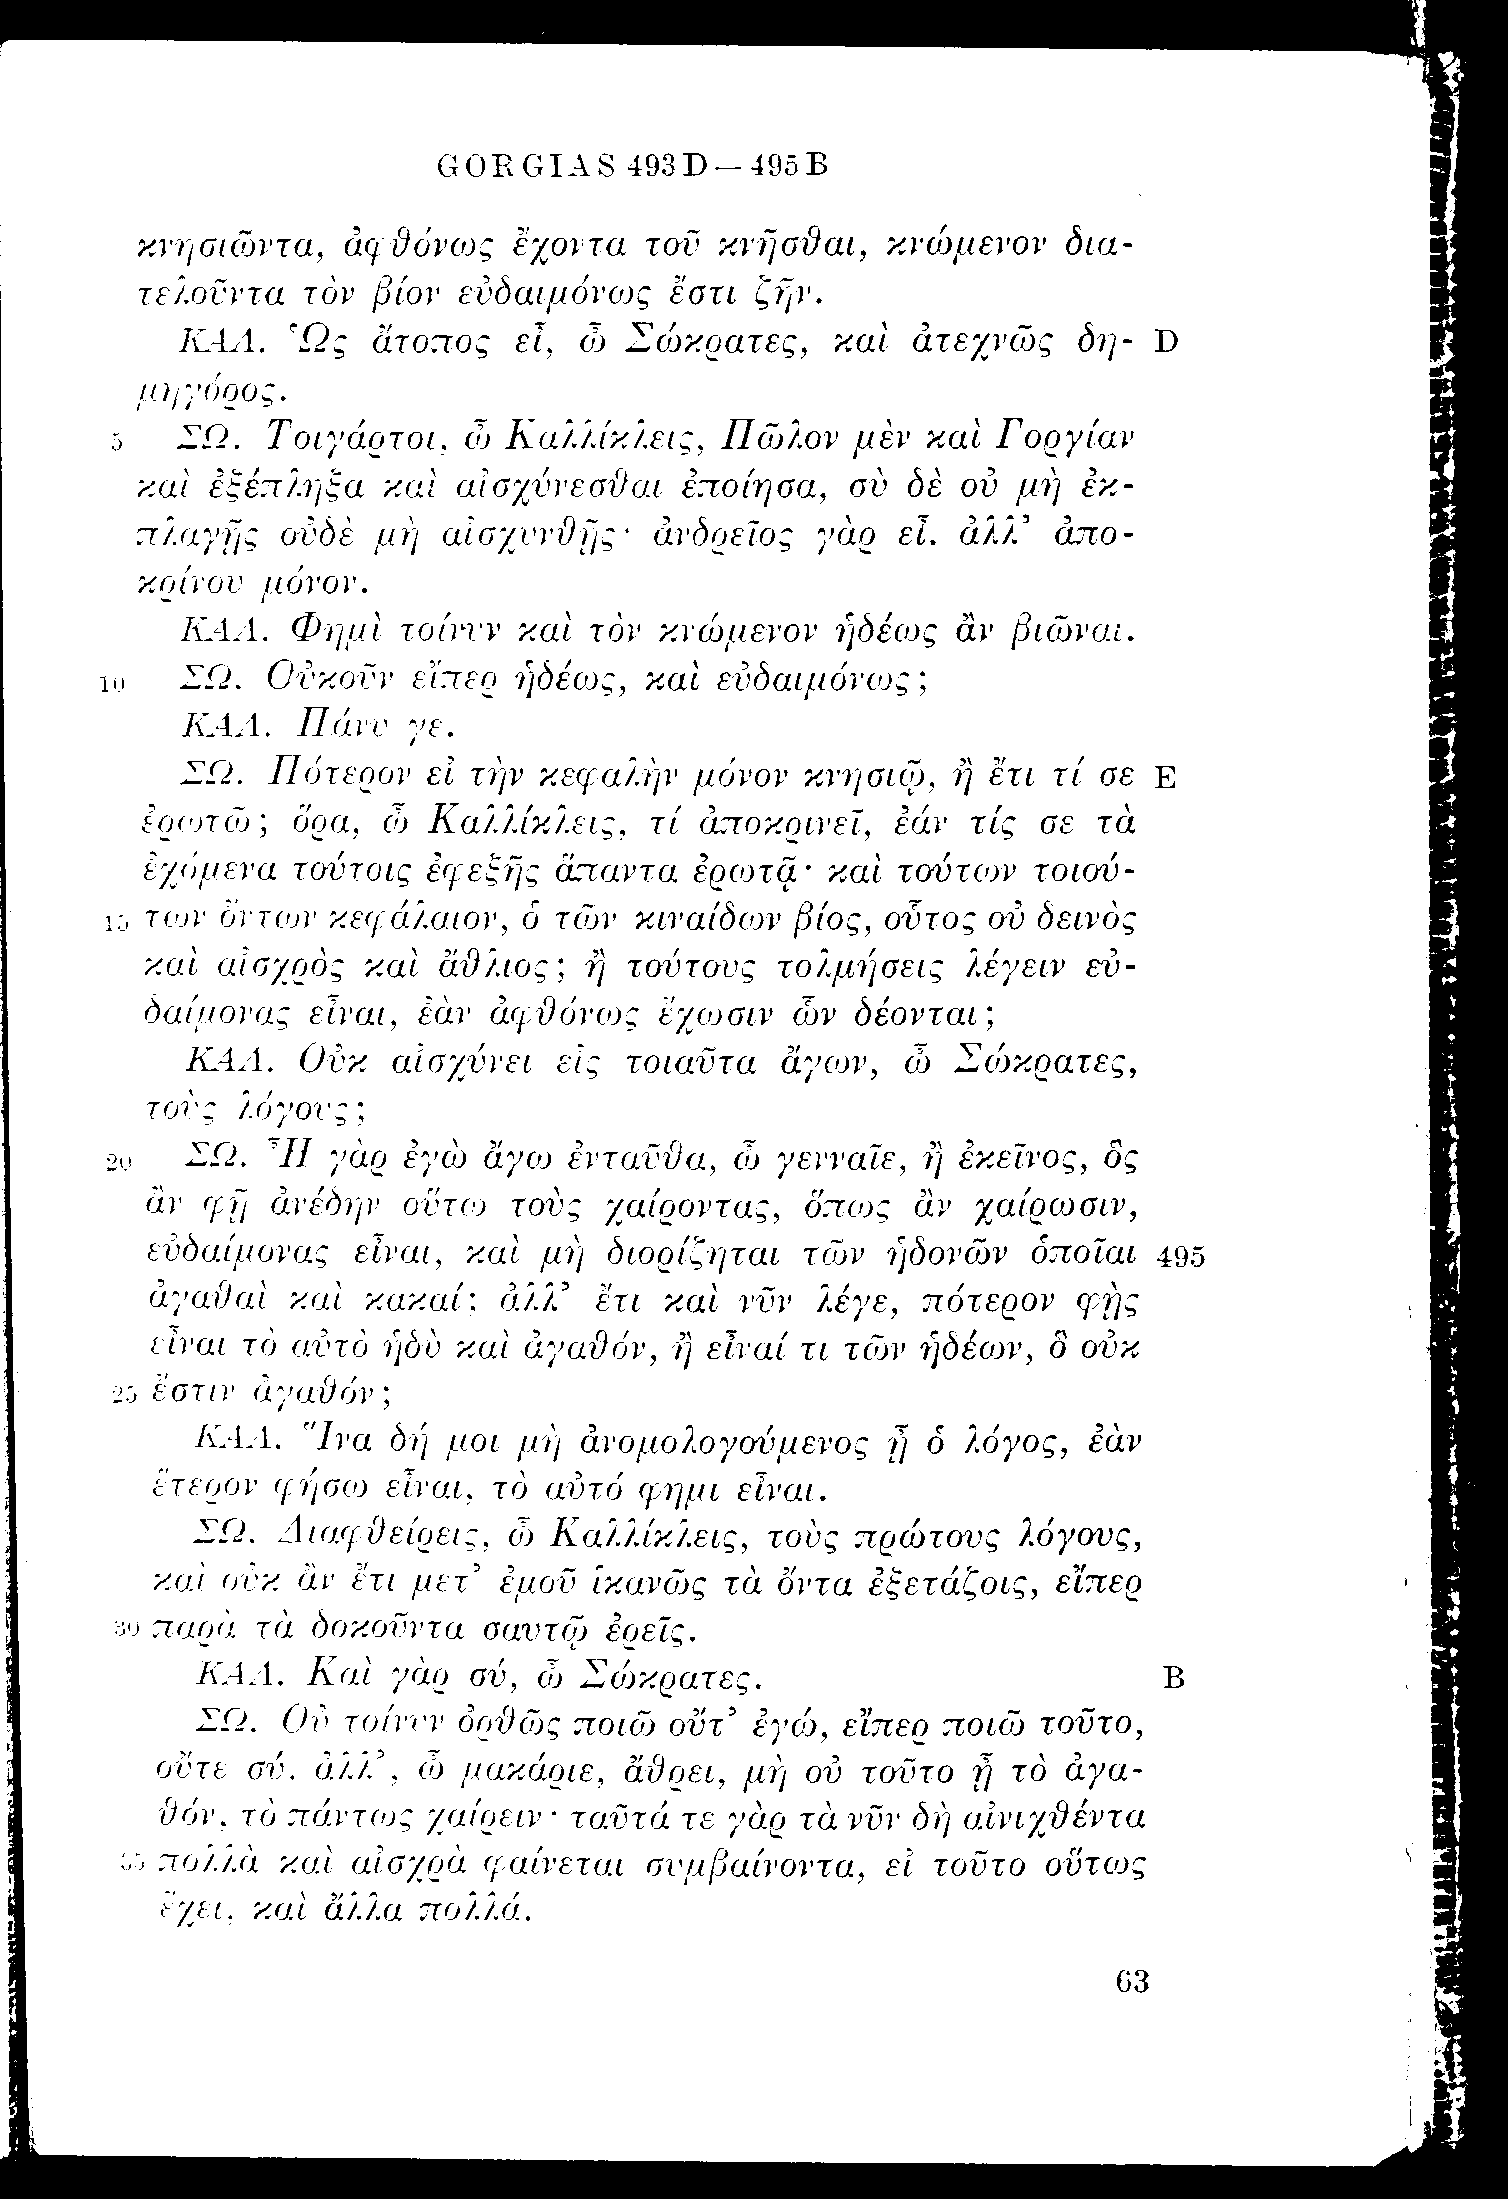 GORGIAS 493D — 495B
κνησιῶντα, ἀφθόνως ἔχοντα τοῦ κνῆσθαι, κνώμενον δια-
τελοῦντα τὸν βίον εὐδαιμόνως ἔστι ζῆν.
ΚΑΛ. Ὡς ἄτοπος εἶ, ὦ Σώκρατες, καὶ ἀτεχνῶς δη- D
μηγόρος.
5 ΣΩ. Τοιγάρτοι, ὦ Καλλίκλεις, Πῶλον μὲν καὶ Γοργίαν
καὶ ἐξέπληξα καὶ αἰσχύνεσθαι ἐποίησα, σὺ δὲ οὐ μὴ ἐκ-
πλαγῇς οὐδὲ μὴ αἰσχυνθῇς· ἀνδρεῖος γὰρ εἶ. ἀλλ’ ἀπο-
κρίνου μόνον.
ΚΑΛ. Φημὶ τοίνυν καὶ τὸν κνώμενον ἡδέως ἂν βιῶναι.
10 ΣΩ. Οὐκοῦν εἴπερ ἡδέως, καὶ εὐδαιμόνως;
ΚΑΛ. Πάνυ γε.
ΣΩ. Πότερον εἰ τὴν κεφαλὴν μόνον κνησιῷ, ἢ ἔτι τί σε E
ἐρωτῶ; ὅρα, ὦ Καλλίκλεις, τί ἀποκρινεῖ, ἐάν τίς σε τὰ
ἐχόμενα τούτοις ἐφεξῆς ἅπαντα ἐρωτᾷ· καὶ τούτων τοιού-
15 των ὄντων κεφάλαιον, ὁ τῶν κιναίδων βίος, οὗτος οὐ δεινὸς
καὶ αἰσχρὸς καὶ ἄθλιος; ἢ τούτους τολμήσεις λέγειν εὐ-
δαίμονας εἶναι, ἐὰν ἀφθόνως ἔχωσιν ὧν δέονται;
ΚΑΛ. Οὐκ αἰσχύνει εἰς τοιαῦτα ἄγων, ὦ Σώκρατες,
τοὺς λόγους;
20 ΣΩ. Ἦ γὰρ ἐγὼ ἄγω ἐνταῦθα, ὦ γενναῖε, ἢ ἐκεῖνος, ὃς
ἂν φῇ ἀνέδην οὕτω τοὺς χαίροντας, ὅπως ἂν χαίρωσιν,
εὐδαίμονας εἶναι, καὶ μὴ διορίζηται τῶν ἡδονῶν ὁποῖαι 495
ἀγαθαὶ καὶ κακαί; ἀλλ’ ἔτι καὶ νῦν λέγε, πότερον φῂς
εἶναι τὸ αὐτὸ ἡδὺ καὶ ἀγαθόν, ἢ εἶναί τι τῶν ἡδέων, ὃ οὐκ
25 ἔστιν ἀγαθόν;
ΚΑΛ. Ἵνα δή μοι μὴ ἀνομολογούμενος ᾖ ὁ λόγος, ἐὰν
ἕτερον φήσω εἶναι, τὸ αὐτό φημι εἶναι.
ΣΩ. Διαφθείρεις, ὦ Καλλίκλεις, τοὺς πρώτους λόγους,
καὶ οὐκ ἂν ἔτι μετ’ ἐμοῦ ἱκανῶς τὰ ὄντα ἐξετάζοις, εἴπερ
30 παρὰ τὰ δοκοῦντα σαυτῷ ἐρεῖς.
ΚΑΛ. Καὶ γὰρ σύ, ὦ Σώκρατες. B
ΣΩ. Οὐ τοίνυν ὀρθῶς ποιῶ οὔτ’ ἐγώ, εἴπερ ποιῶ τοῦτο,
οὔτε σύ. ἀλλ’, ὦ μακάριε, ἄθρει, μὴ οὐ τοῦτο ᾖ τὸ ἀγα-
θόν, τὸ πάντως χαίρειν· ταῦτά τε γὰρ τὰ νῦν δὴ αἰνιχθέντα
35 πολλὰ καὶ αἰσχρὰ φαίνεται συμβαίνοντα, εἰ τοῦτο οὕτως
ἔχει, καὶ ἄλλα πολλά.
63